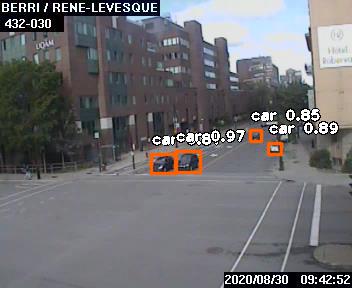 BERRI / RENE-LEVESQUE
432-030
UQAM
Hôtel
car 0.85
car 0.89
car 0.97
2020/08/30 09:42:52